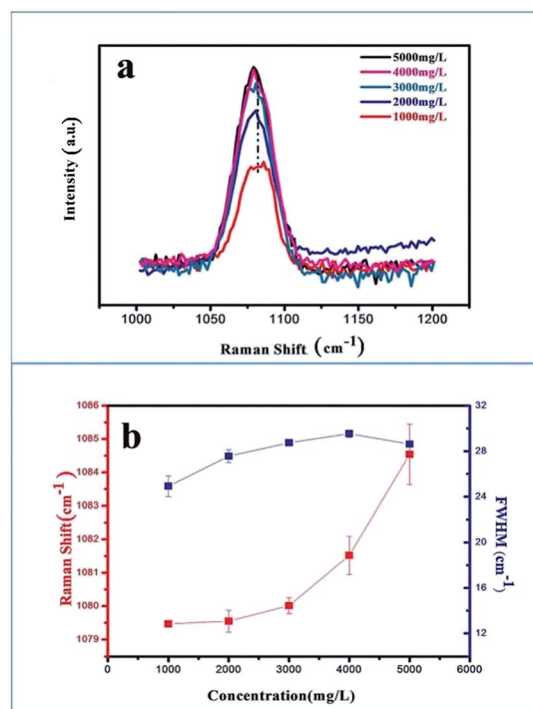 a
5000mg/L
4000mg/L
3000mg/L
2000mg/L
1000mg/L
Intensity (a.u.)
1000 1050 1100 1150 1200
Raman Shift (cm-1)
b
1086
1085
1084
1083
1082
1081
1080
1079
Raman Shift(cm-1)
32
28
24
20
16
12
FWHM (cm-1)
0 1000 2000 3000 4000 5000 6000
Concentration(mg/L)